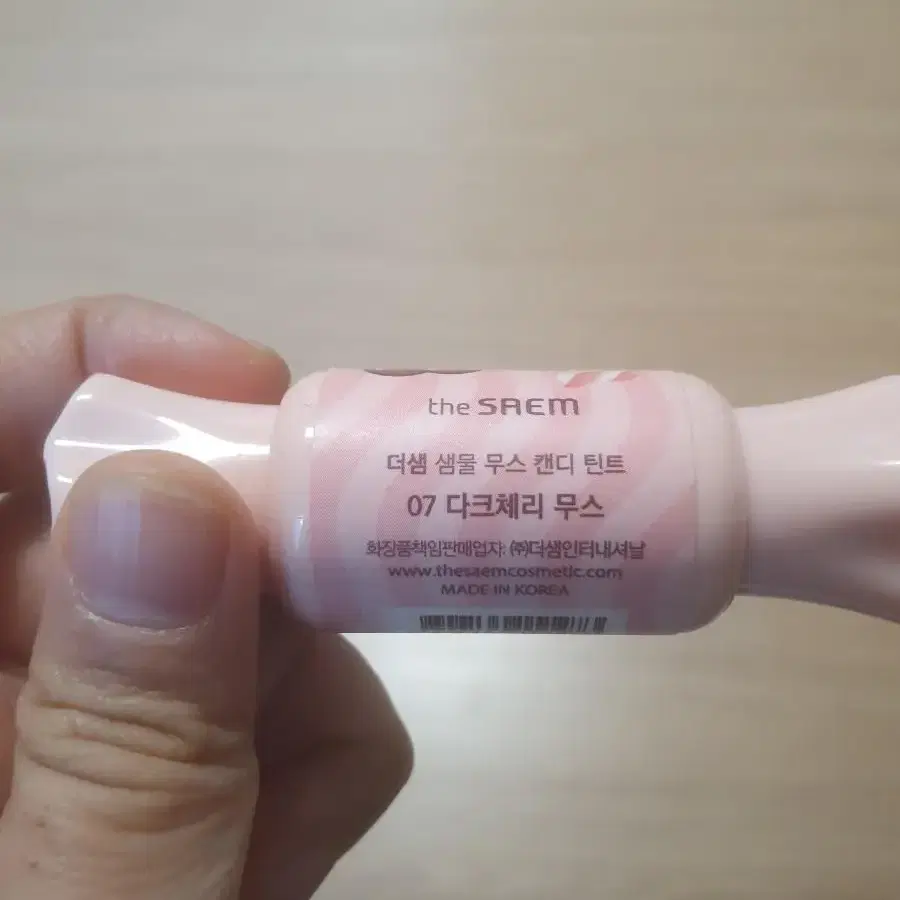 the SAEM
더샘 샘물 무스 캔디 틴트
07 다크체리 무스
화장품책임판매업자: ㈜더샘인터내셔날
www.thesaemcosmetic.com
MADE IN KOREA